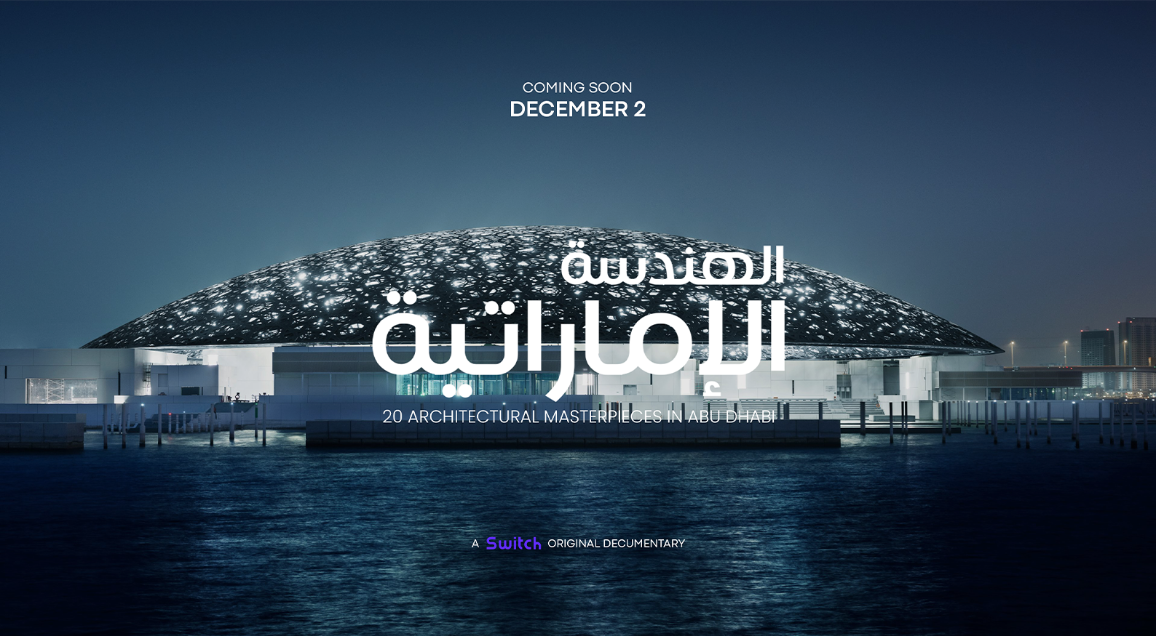 COMING SOON
DECEMBER 2
الهندسة
الإماراتية
20 ARCHITECTURAL MASTERPIECES IN ABU DHABI
A Switch ORIGINAL DOCUMENTARY